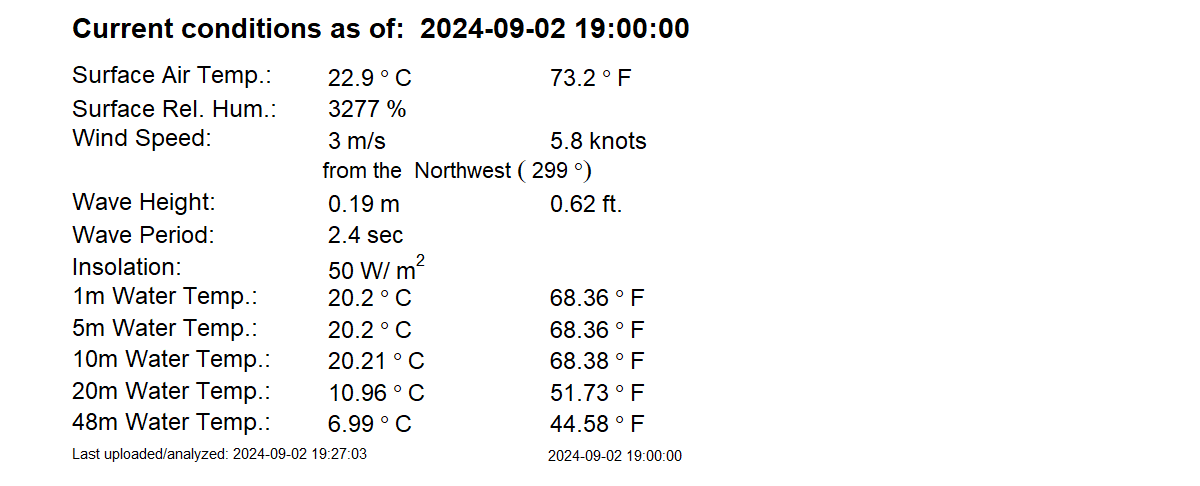 Current conditions as of: 2024-09-02 19:00:00
Surface Air Temp.: 22.9 ° C 73.2 ° F
Surface Rel. Hum.: 3277 %
Wind Speed: 3 m/s 5.8 knots
from the Northwest ( 299 °)
Wave Height: 0.19 m 0.62 ft.
Wave Period: 2.4 sec
Insolation: 50 W/ m²
1m Water Temp.: 20.2 ° C 68.36 ° F
5m Water Temp.: 20.2 ° C 68.36 ° F
10m Water Temp.: 20.21 ° C 68.38 ° F
20m Water Temp.: 10.96 ° C 51.73 ° F
48m Water Temp.: 6.99 ° C 44.58 ° F
Last uploaded/analyzed: 2024-09-02 19:27:03 2024-09-02 19:00:00